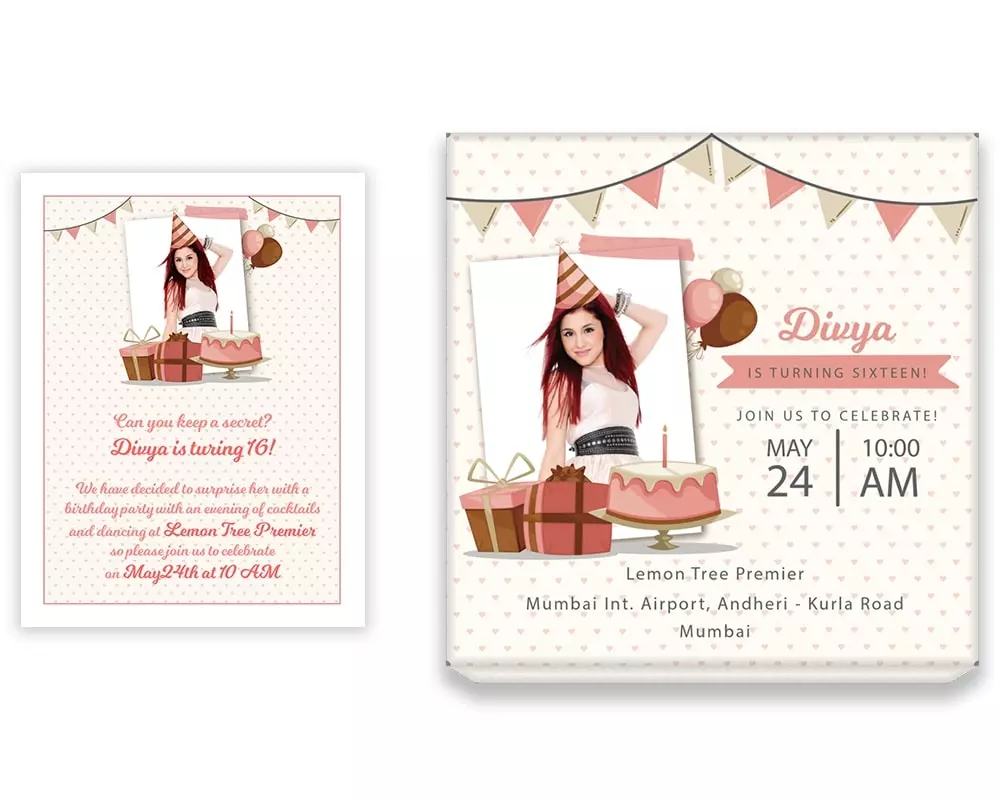 Can you keep a secret?
Divya is turing 16!
We have decided to surprise her with a
birthday party with an evening of cocktails
and dancing at Lemon Tree Premier
so please join us to celebrate
on May24th at 10 AM
Divya
IS TURNING SIXTEEN!
JOIN US TO CELEBRATE!
MAY
24
10:00
AM
Lemon Tree Premier
Mumbai Int. Airport, Andheri - Kurla Road
Mumbai